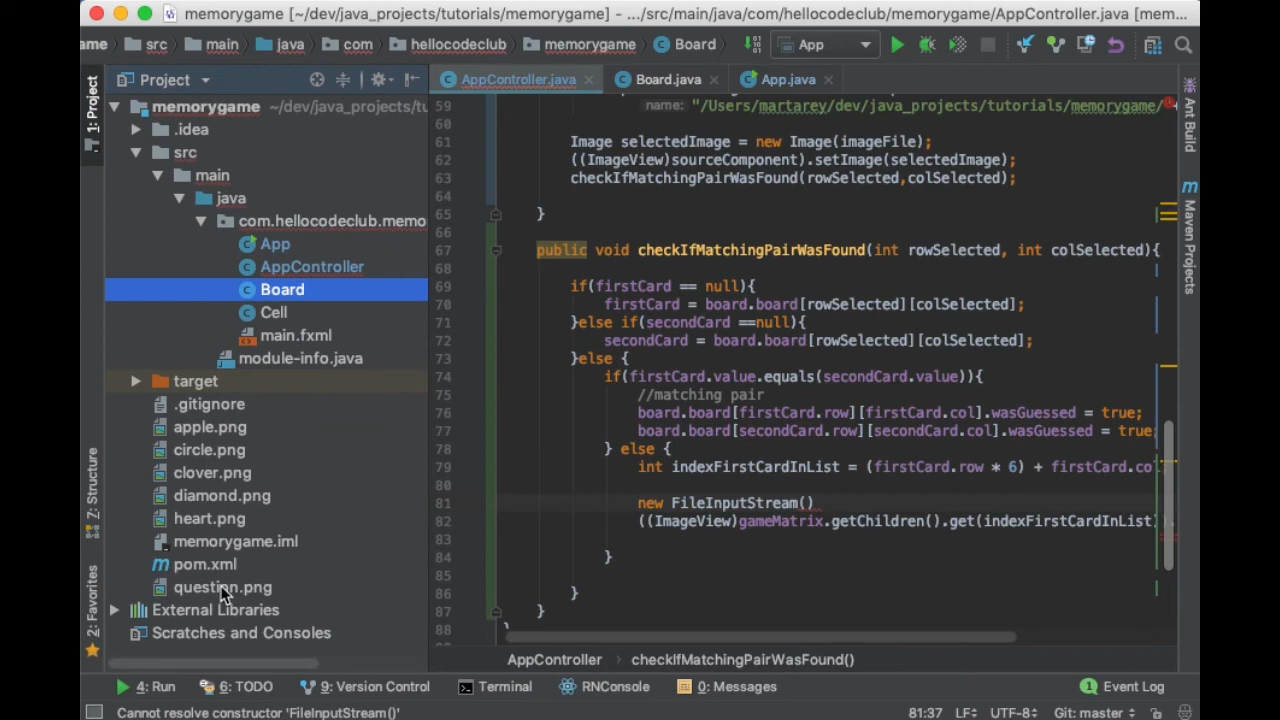 memorygame [~/dev/java_projects/tutorials/memorygame] - .../src/main/java/com/hellocodeclub/memorygame/AppController.java [mem...
ame src main java com hellocodeclub memorygame Board App
1: Project
Project
AppController.java Board.java App.java
memorygame ~/dev/java_projects/tu
.idea
src
main
java
com.hellocodeclub.memo
App
AppController
Board
Cell
main.fxml
module-info.java
target
.gitignore
apple.png
circle.png
clover.png
diamond.png
heart.png
memorygame.iml
pom.xml
question.png
External Libraries
Scratches and Consoles
7: Structure
2: Favorites
59 name: "/Users/martarey/dev/java_projects/tutorials/memorygame/
60
61 Image selectedImage = new Image(imageFile);
62 ((ImageView)sourceComponent).setImage(selectedImage);
63 checkIfMatchingPairWasFound(rowSelected,colSelected);
64
65 }
66
67 public void checkIfMatchingPairWasFound(int rowSelected, int colSelected){
68
69 if(firstCard == null){
70 firstCard = board.board[rowSelected][colSelected];
71 }else if(secondCard ==null){
72 secondCard = board.board[rowSelected][colSelected];
73 }else {
74 if(firstCard.value.equals(secondCard.value)){
75 //matching pair
76 board.board[firstCard.row][firstCard.col].wasGuessed = true;
77 board.board[secondCard.row][secondCard.col].wasGuessed = true;
78 } else {
79 int indexFirstCardInList = (firstCard.row * 6) + firstCard.co
80
81 new FileInputStream()
82 ((ImageView)gameMatrix.getChildren().get(indexFirstCardInList)).
83
84 }
85
86 }
87 }
88 }
Ant Build
Maven Projects
AppController › checkIfMatchingPairWasFound()
4: Run 6: TODO 9: Version Control Terminal RNConsole 0: Messages 1 Event Log
Cannot resolve constructor 'FileInputStream()' 81:37 LF÷ UTF-8÷ Git: master ÷